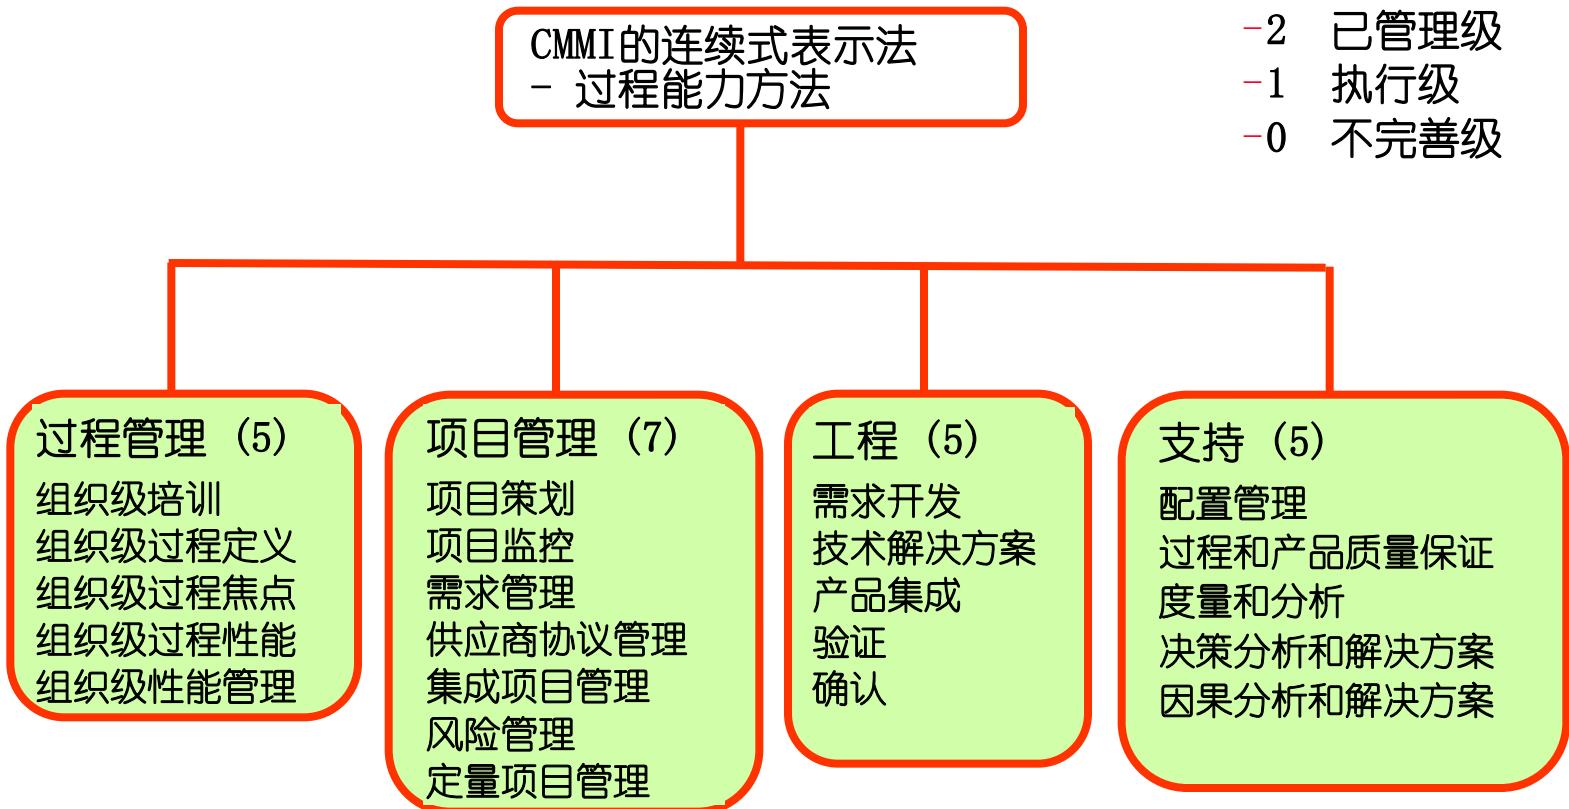 CMMI的连续式表示法
- 过程能力方法
-2 已管理级
-1 执行级
-0 不完善级
过程管理 (5)
组织级培训
组织级过程定义
组织级过程焦点
组织级过程性能
组织级性能管理
项目管理 (7)
项目策划
项目监控
需求管理
供应商协议管理
集成项目管理
风险管理
定量项目管理
工程 (5)
需求开发
技术解决方案
产品集成
验证
确认
支持 (5)
配置管理
过程和产品质量保证
度量和分析
决策分析和解决方案
因果分析和解决方案